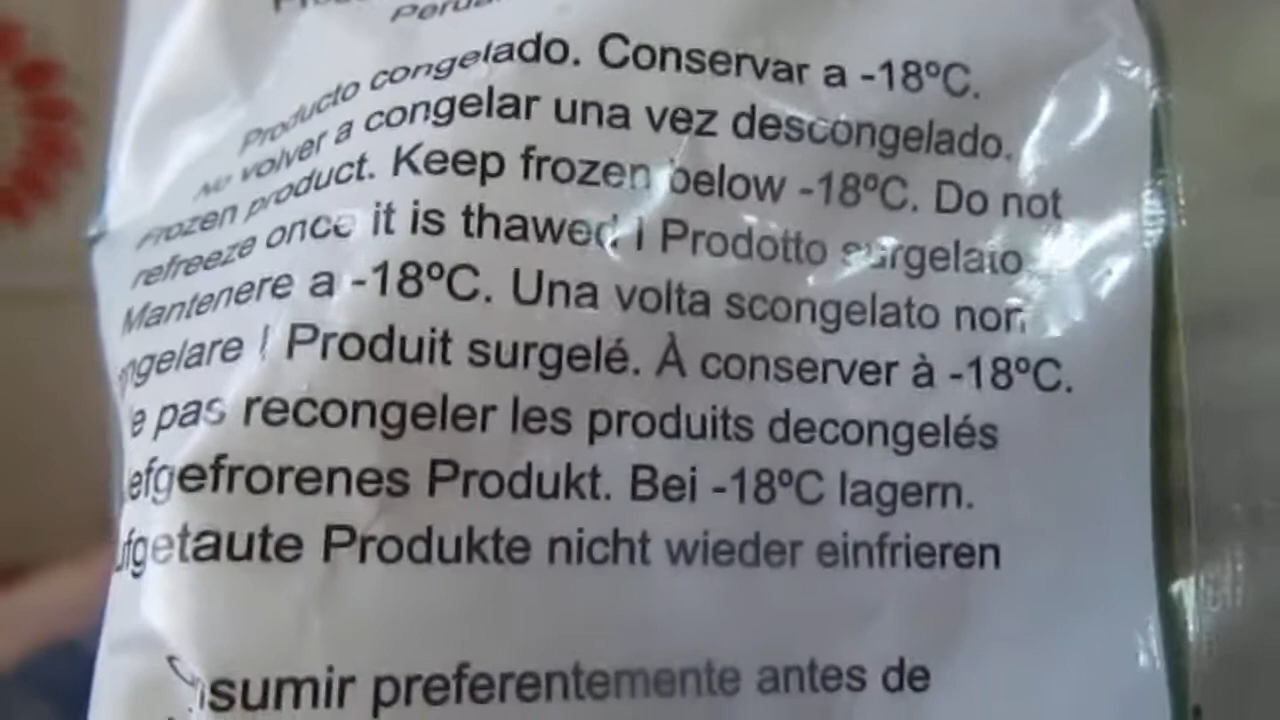 Producto congelado. Conservar a -18ºC.
No volver a congelar una vez descongelado.
Frozen product. Keep frozen below -18ºC. Do not
refreeze once it is thawed | Prodotto surgelato
Mantenere a -18ºC. Una volta scongelato non
ngelare | Produit surgelé. À conserver à -18ºC.
e pas recongeler les produits decongelés
efgefrorenes Produkt. Bei -18ºC lagern.
ufgetaute Produkte nicht wieder einfrieren
Consumir preferentemente antes de